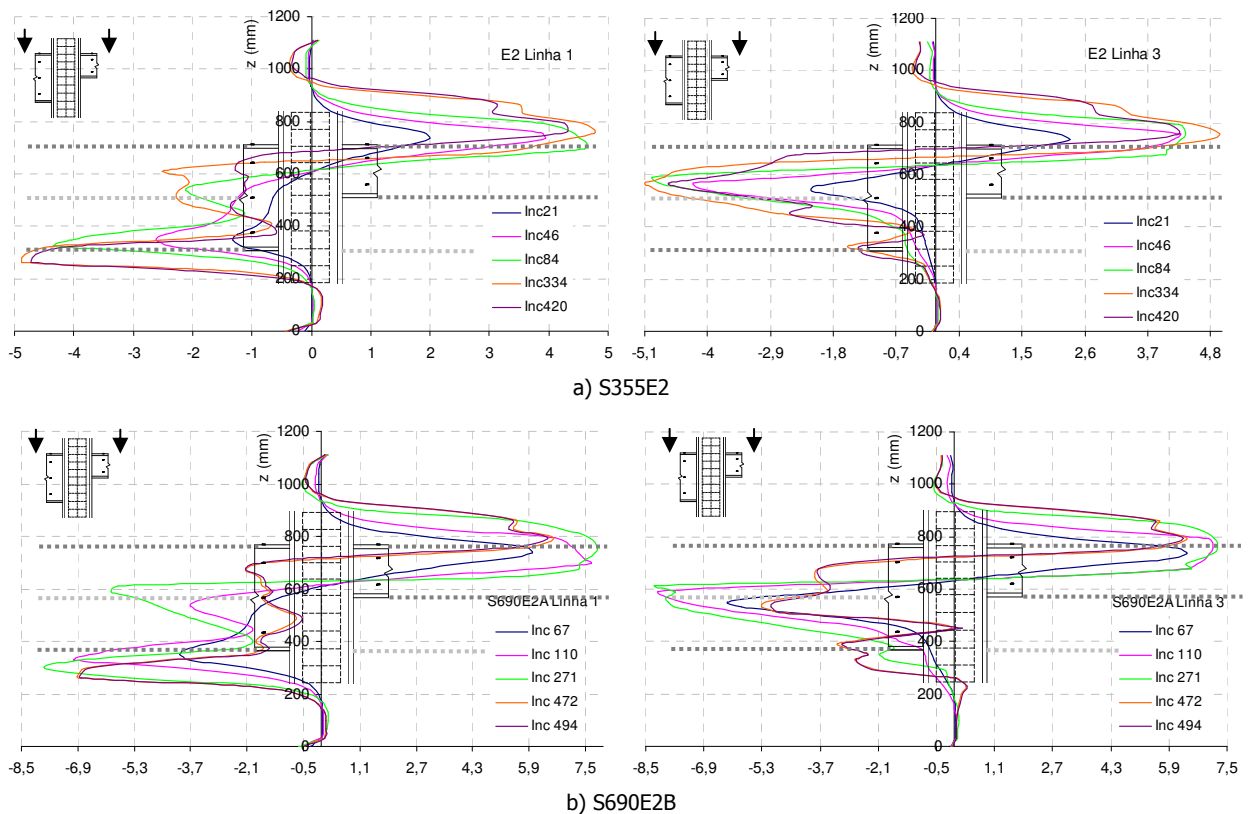 1200
1000
800
600
400
200
0
z (mm)
E2 Linha 1
Inc21
Inc46
Inc84
Inc334
Inc420
-5 -4 -3 -2 -1 0 1 2 3 4 5
1200
1000
800
600
400
200
0
z (mm)
E2 Linha 3
Inc21
Inc46
Inc84
Inc334
Inc420
-5,1 -4 -2,9 -1,8 -0,7 0,4 1,5 2,6 3,7 4,8
a) S355E2
1200
1000
800
600
400
200
0
z (mm)
S690E2A Linha 1
Inc 67
Inc 110
Inc 271
Inc 472
Inc 494
-8,5 -6,9 -5,3 -3,7 -2,1 -0,5 1,1 2,7 4,3 5,9 7,5
1200
1000
800
600
400
200
0
z (mm)
S690E2A Linha 3
Inc 67
Inc 110
Inc 271
Inc 472
Inc 494
-8,5 -6,9 -5,3 -3,7 -2,1 -0,5 1,1 2,7 4,3 5,9 7,5
b) S690E2B